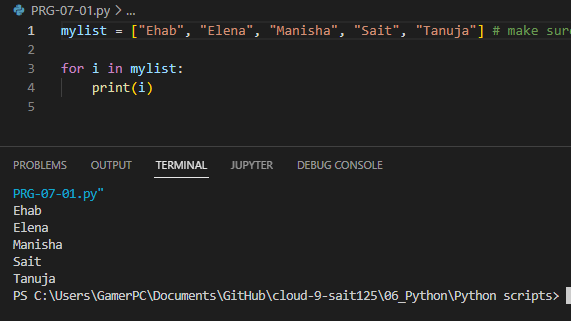 PRG-07-01.py > ...
1 mylist = ["Ehab", "Elena", "Manisha", "Sait", "Tanuja"] # make sure
2
3 for i in mylist:
4     print(i)
5
PROBLEMS OUTPUT TERMINAL JUPYTER DEBUG CONSOLE
PRG-07-01.py"
Ehab
Elena
Manisha
Sait
Tanuja
PS C:\Users\GamerPC\Documents\GitHub\cloud-9-sait125\06_Python\Python scripts>